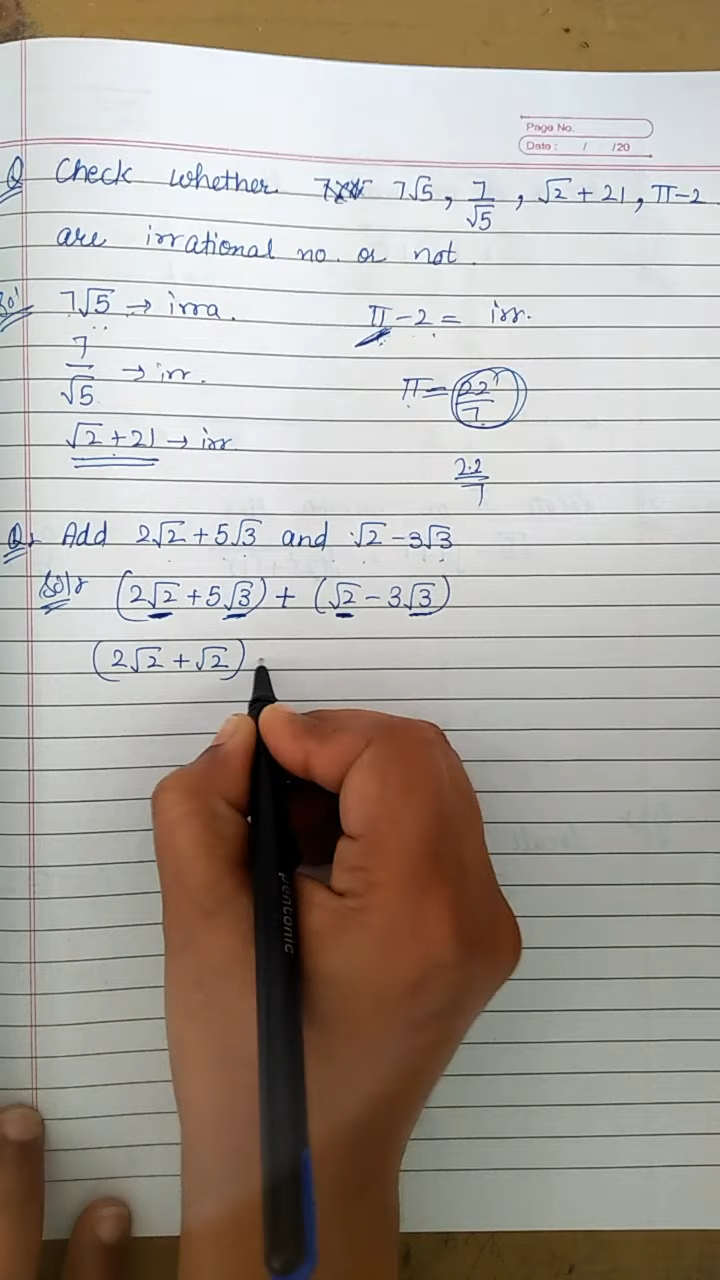 Page No.
Date : / /20
Q Check whether 7√5, 7/√5, √2 + 21, π-2
are irrational no. or not.
Sol 7√5 → irra.
π-2 = irr.
7/√5 → irr.
π = 22/7
√2 + 21 → irr
22/7
Q. Add 2√2 + 5√3 and √2 - 3√3
Sol: (2√2 + 5√3) + (√2 - 3√3)
(2√2 + √2)
penconic